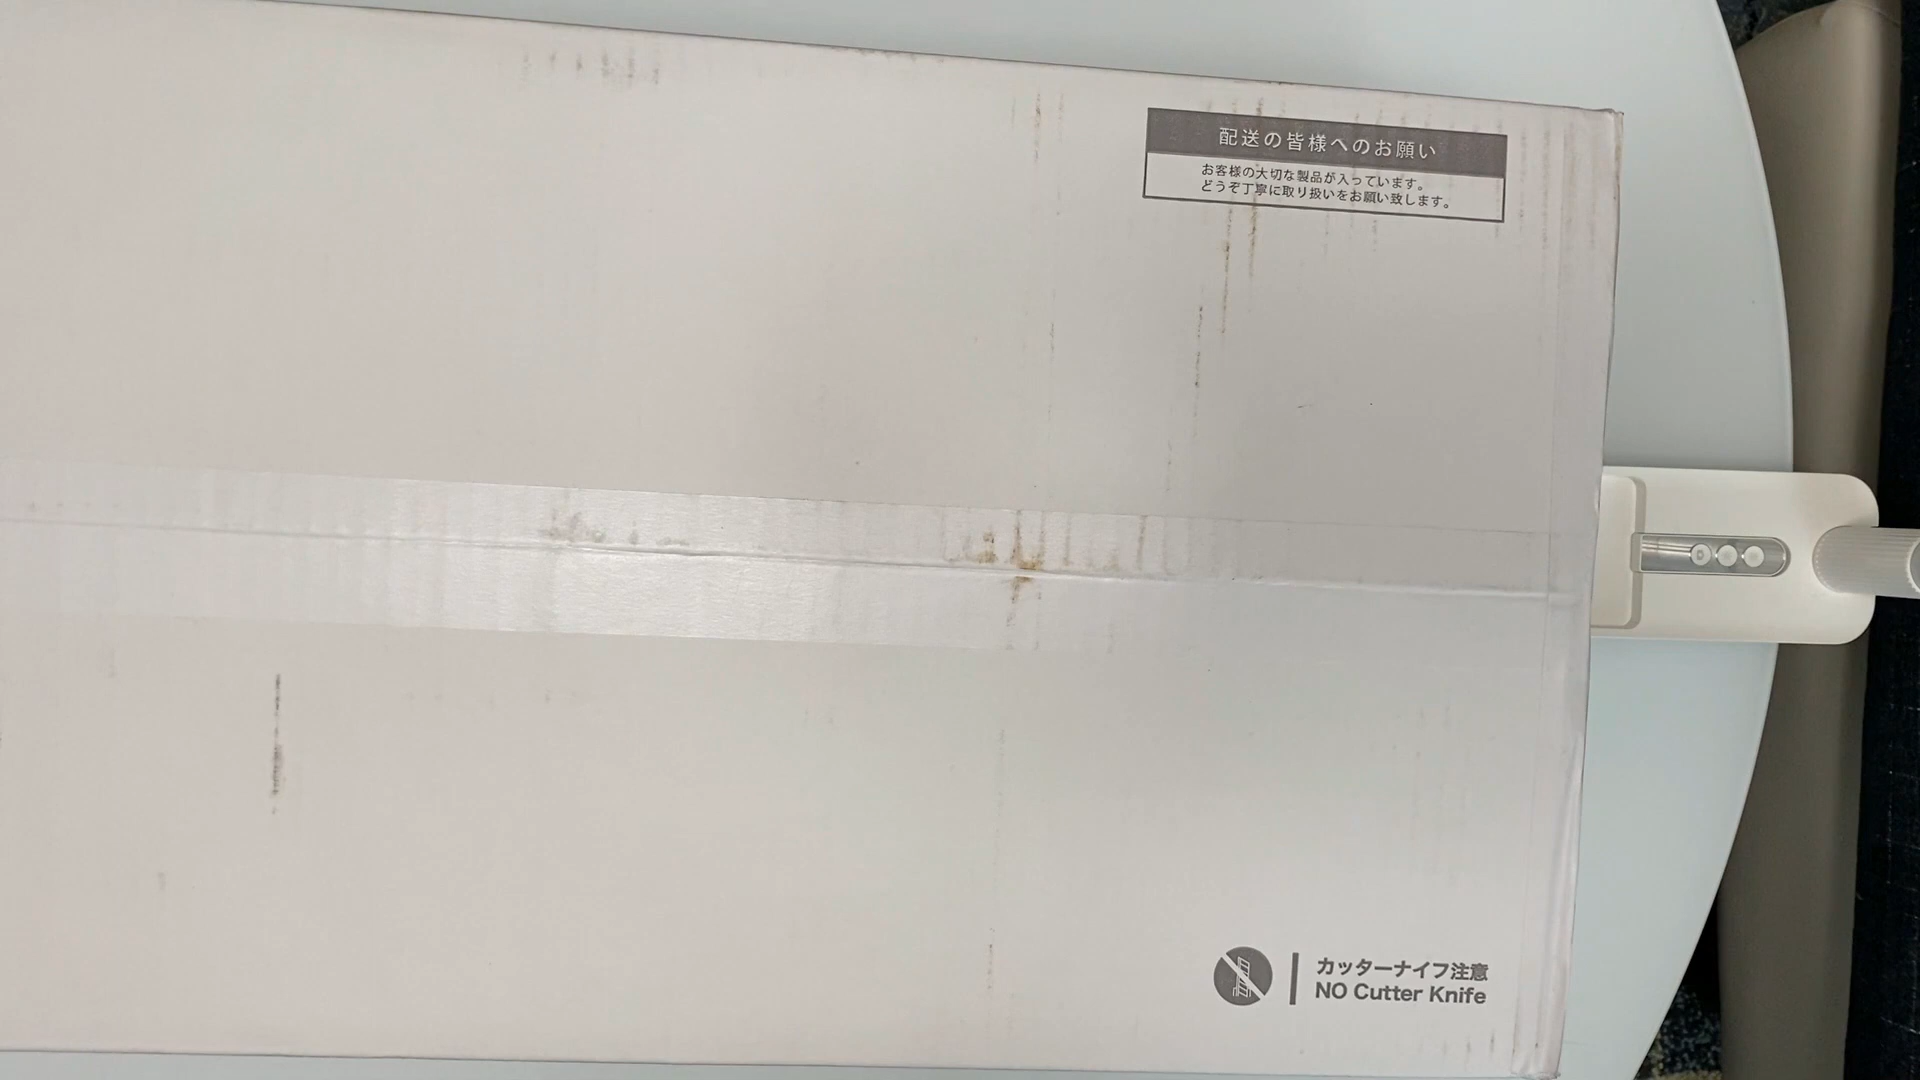 配送の皆様へのお願い
お客様の大切な製品が入っています。
どうぞ丁寧に取り扱いをお願い致します。
カッターナイフ注意
NO Cutter Knife